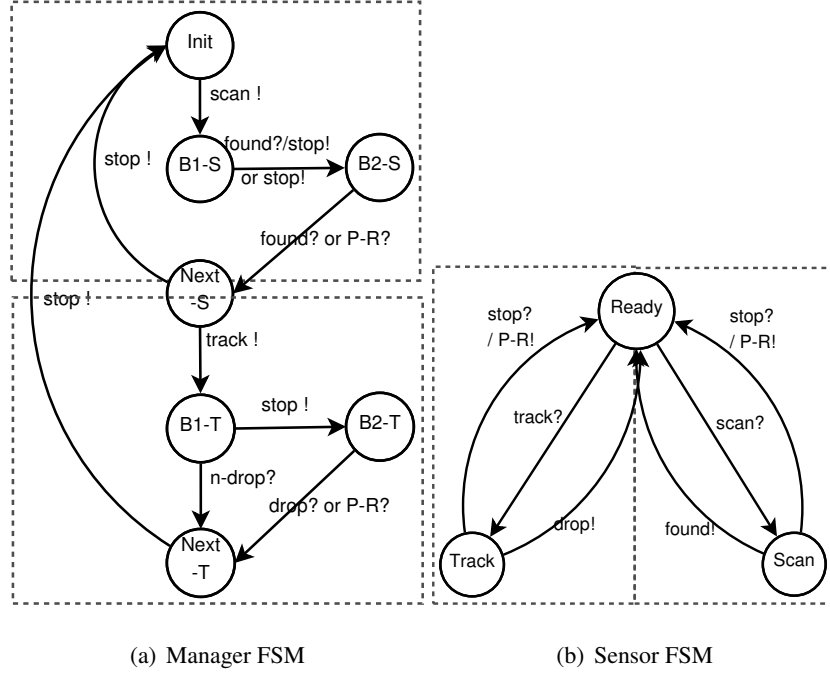 Init
scan !
found?/stop!
B1-S
B2-S
stop !
or stop!
found? or P-R?
Next
-S
stop !
track !
stop !
B1-T
B2-T
n-drop?
drop? or P-R?
Next
-T
Ready
stop?
/ P-R!
stop?
/ P-R!
track?
scan?
drop!
found!
Track
Scan
(a) Manager FSM
(b) Sensor FSM